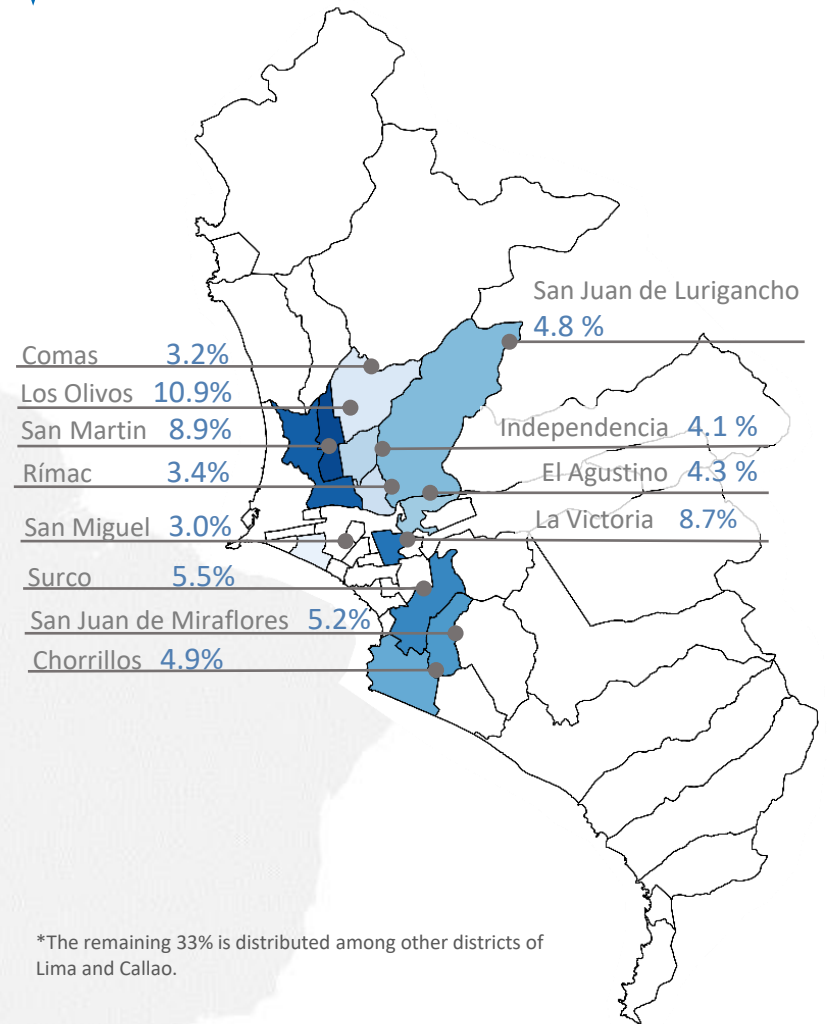 San Juan de Lurigancho
4.8 %
Comas 3.2%
Los Olivos 10.9%
San Martin 8.9%
Independencia 4.1 %
Rímac 3.4%
El Agustino 4.3 %
San Miguel 3.0%
La Victoria 8.7%
Surco 5.5%
San Juan de Miraflores 5.2%
Chorrillos 4.9%
*The remaining 33% is distributed among other districts of
Lima and Callao.